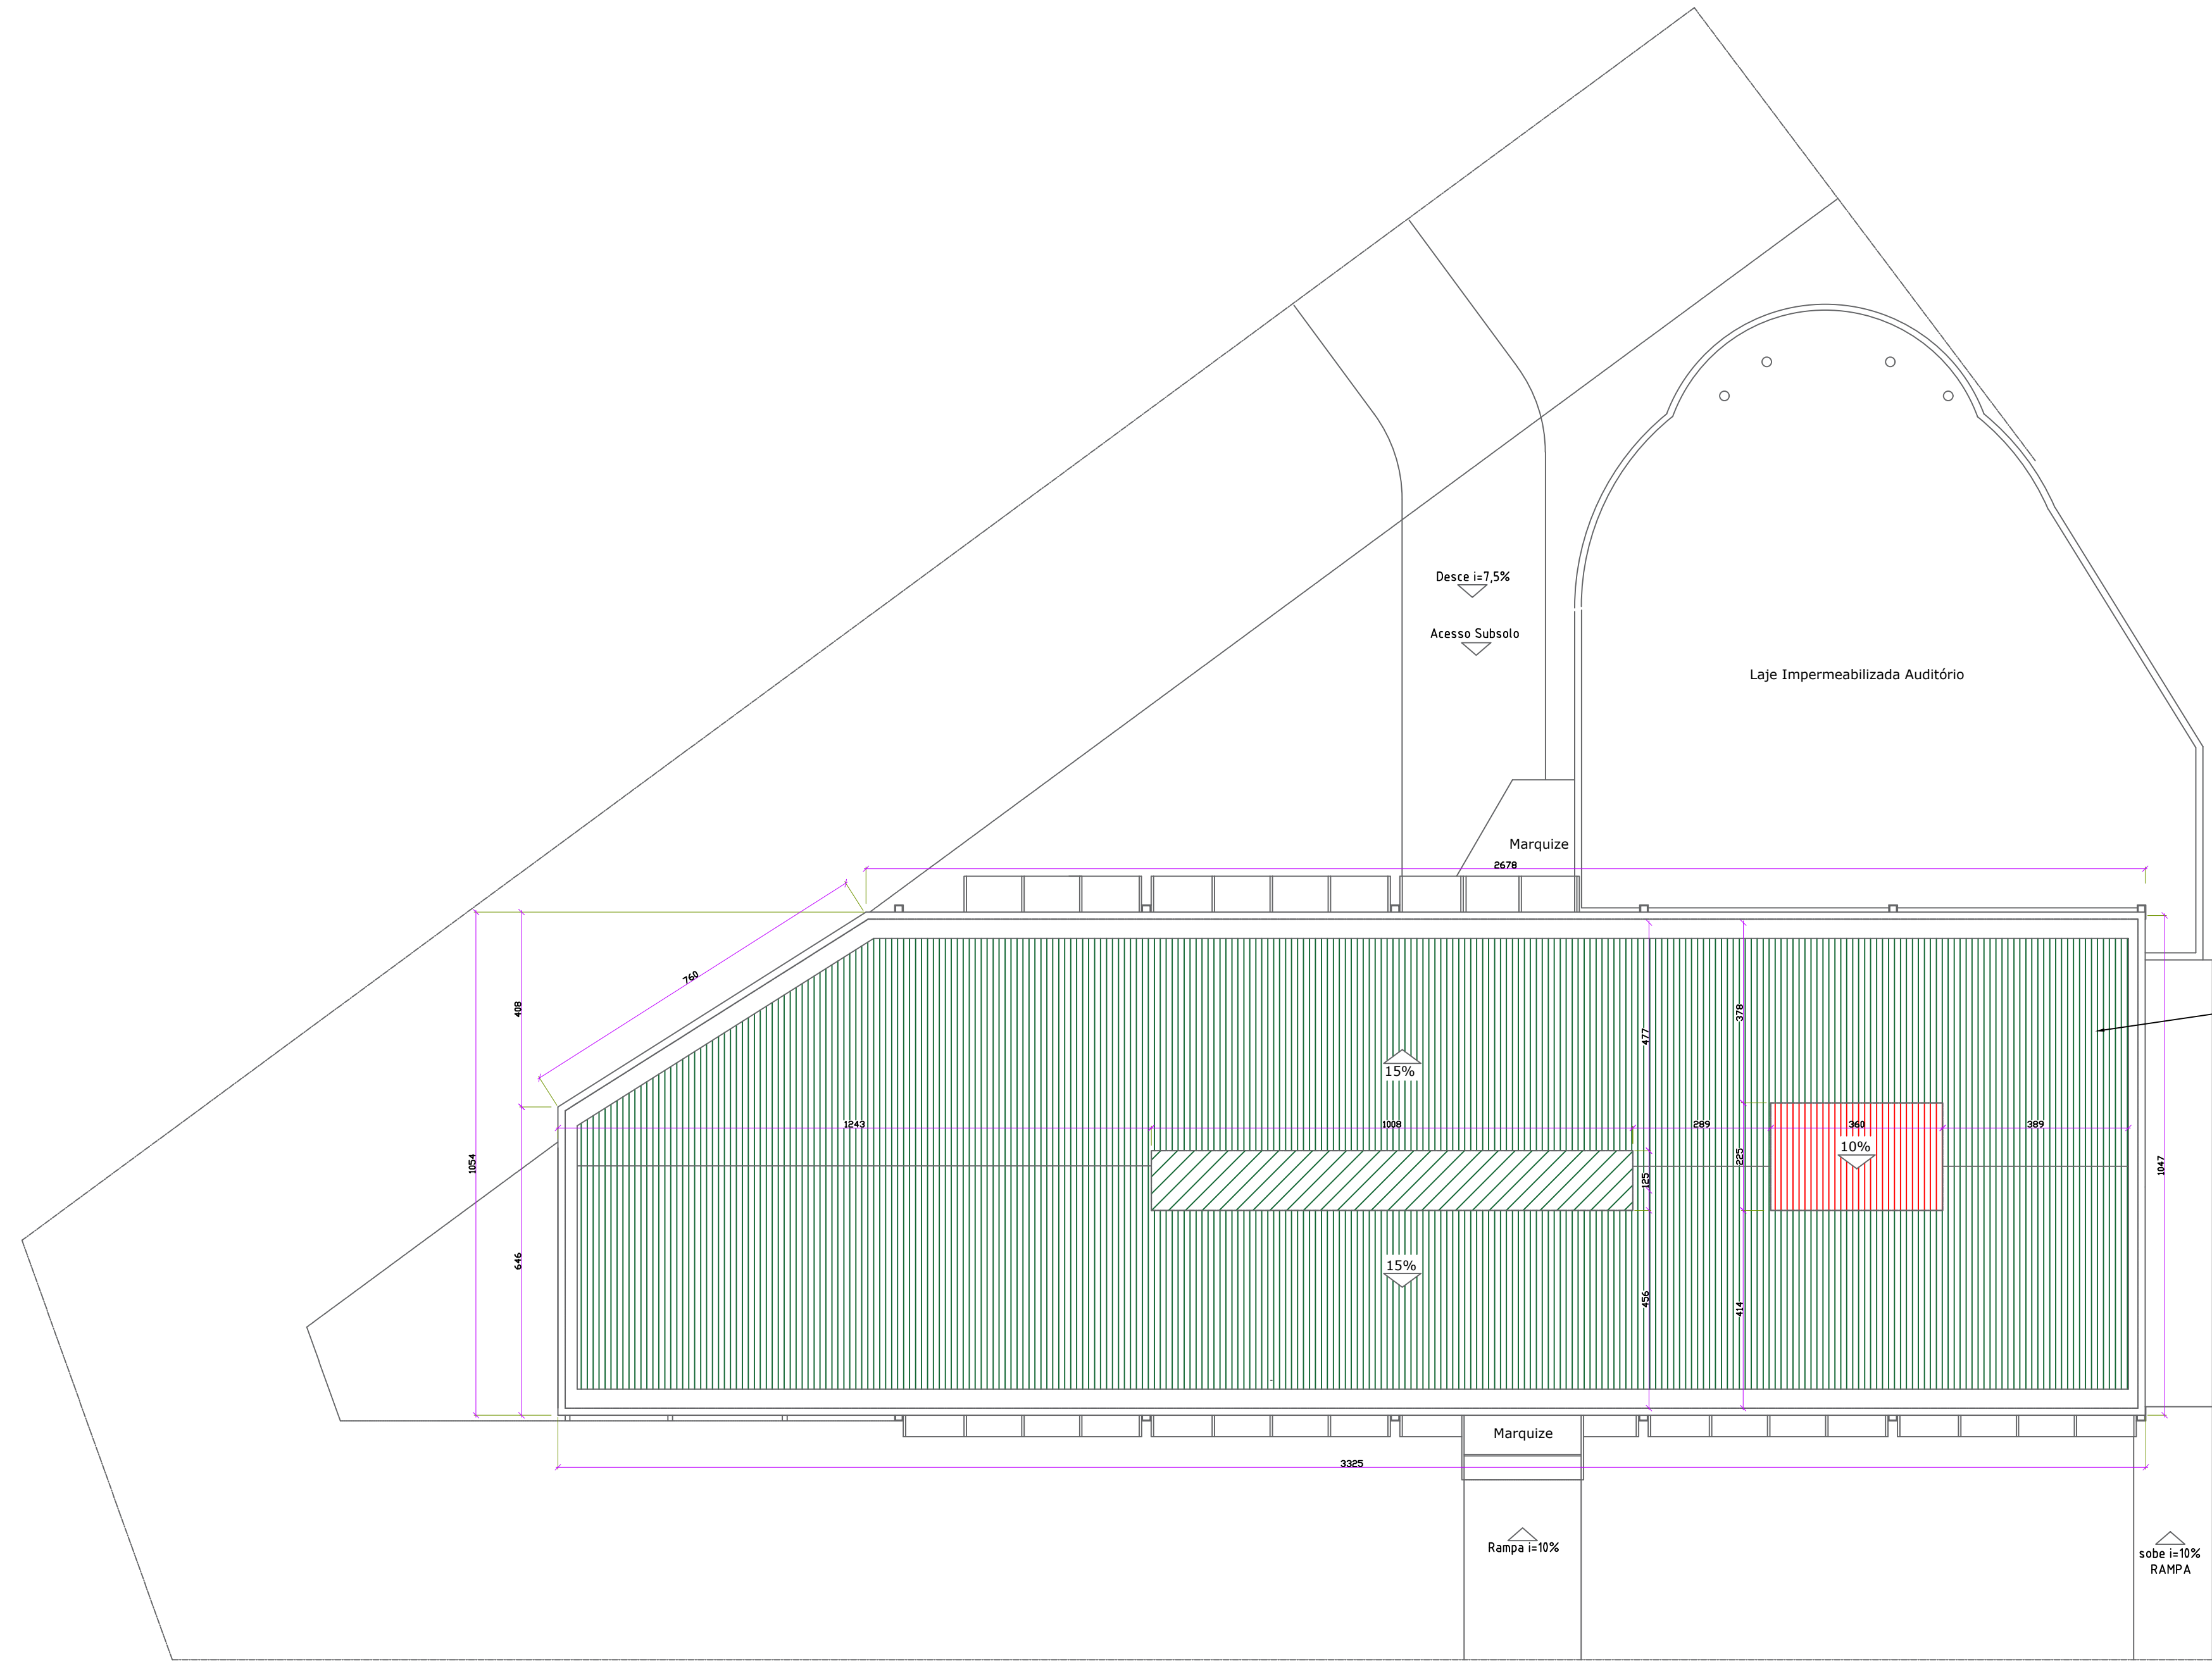 Desce i=7,5%
Acesso Subsolo
Laje Impermeabilizada Auditório
Marquize
2678
760
408
477
378
15%
1243
1008
289
360
389
10%
1054
225
125
1047
646
15%
456
414
Marquize
3325
Rampa i=10%
sobe i=10%
RAMPA